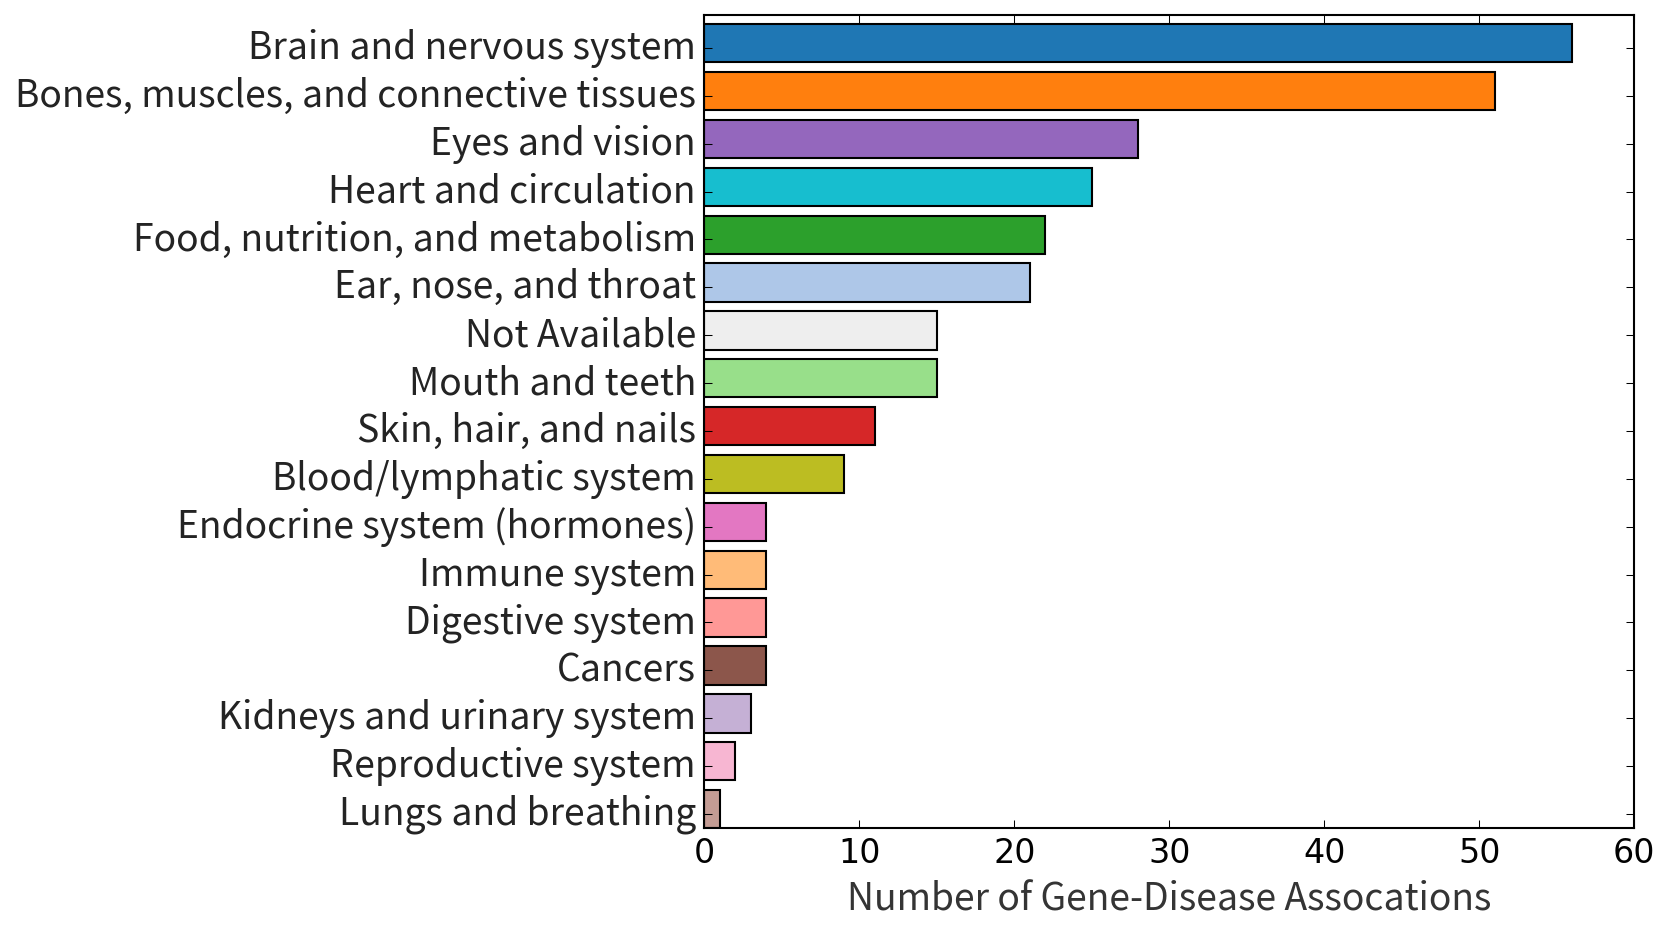 Brain and nervous system
Bones, muscles, and connective tissues
Eyes and vision
Heart and circulation
Food, nutrition, and metabolism
Ear, nose, and throat
Not Available
Mouth and teeth
Skin, hair, and nails
Blood/lymphatic system
Endocrine system (hormones)
Immune system
Digestive system
Cancers
Kidneys and urinary system
Reproductive system
Lungs and breathing
0 10 20 30 40 50 60
Number of Gene-Disease Assocations